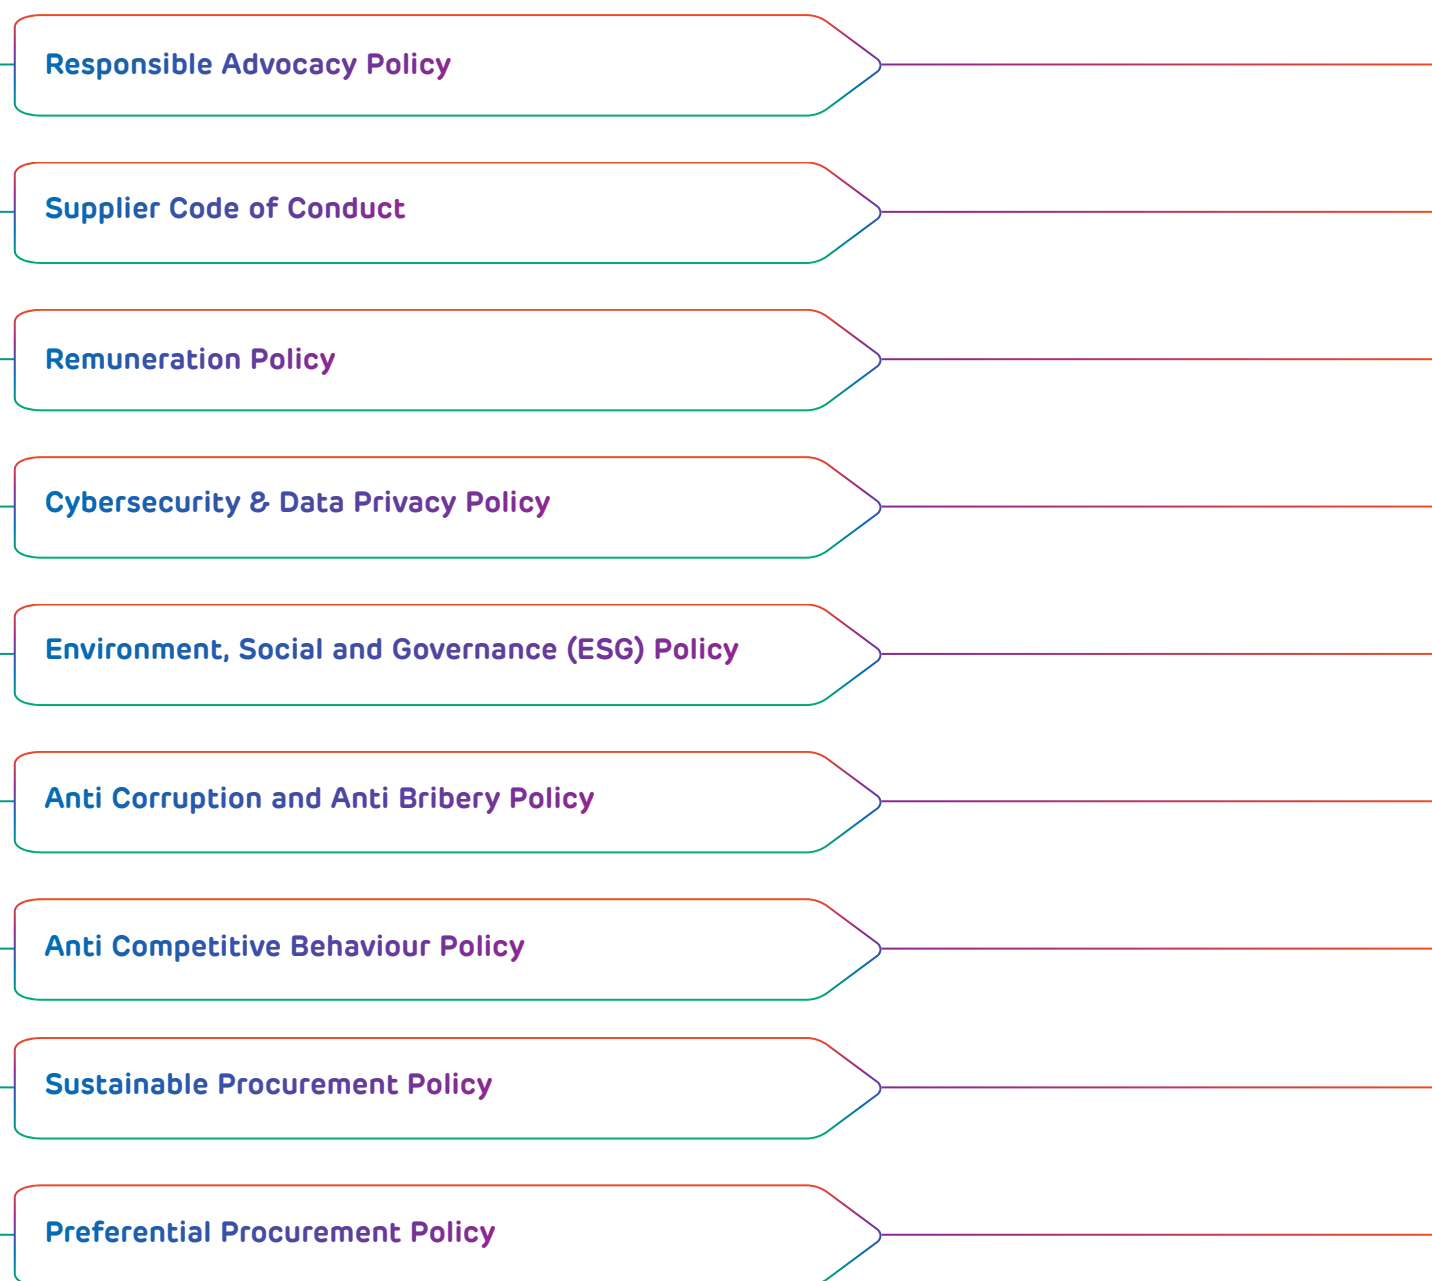 Responsible Advocacy Policy
Supplier Code of Conduct
Remuneration Policy
Cybersecurity & Data Privacy Policy
Environment, Social and Governance (ESG) Policy
Anti Corruption and Anti Bribery Policy
Anti Competitive Behaviour Policy
Sustainable Procurement Policy
Preferential Procurement Policy